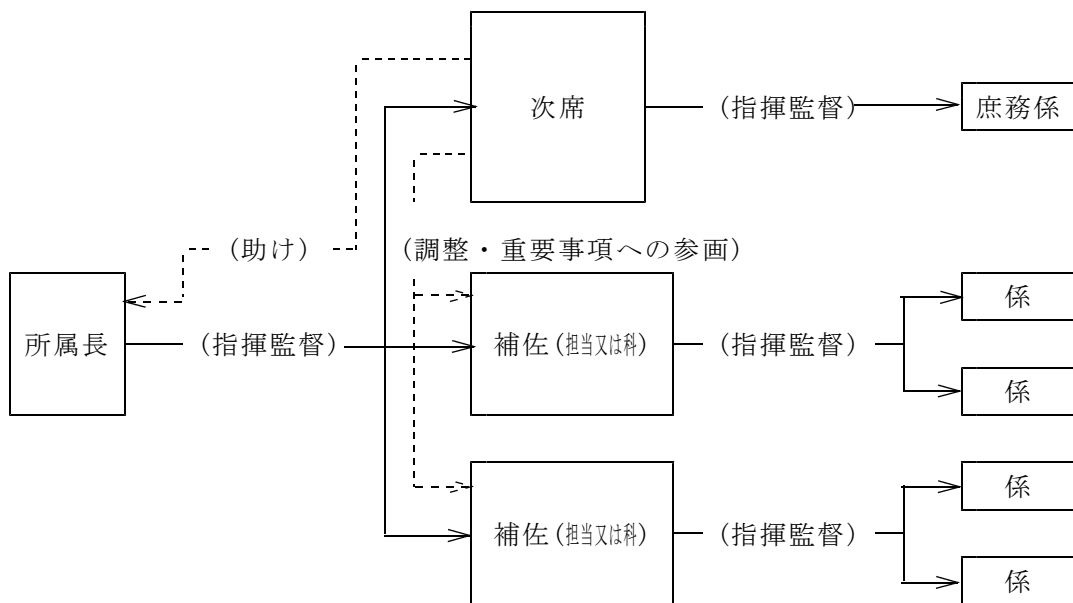 次席
(指揮監督)
庶務係
(助け)
(調整・重要事項への参画)
所属長
(指揮監督)
補佐(担当又は科)
(指揮監督)
係
係
補佐(担当又は科)
(指揮監督)
係
係